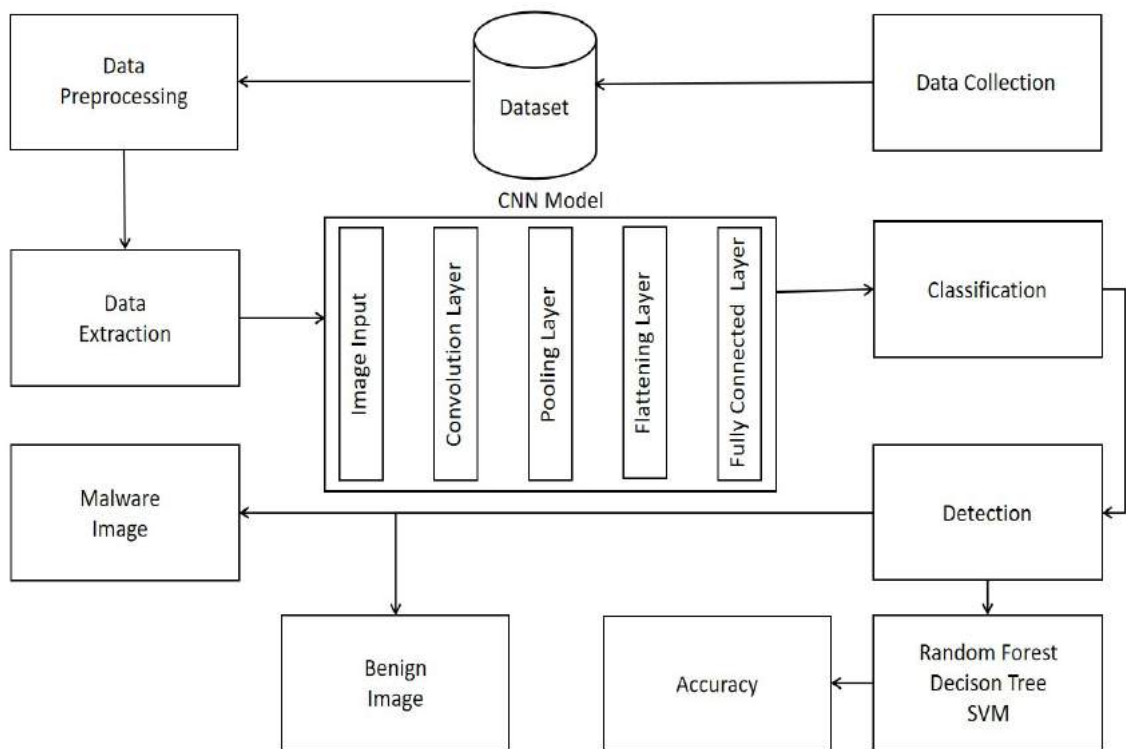 Data
Preprocessing
Dataset
Data Collection
CNN Model
Data
Extraction
Image Input
Convolution Layer
Pooling Layer
Flattening Layer
Fully Connected Layer
Classification
Malware
Image
Detection
Benign
Image
Accuracy
Random Forest
Decison Tree
SVM